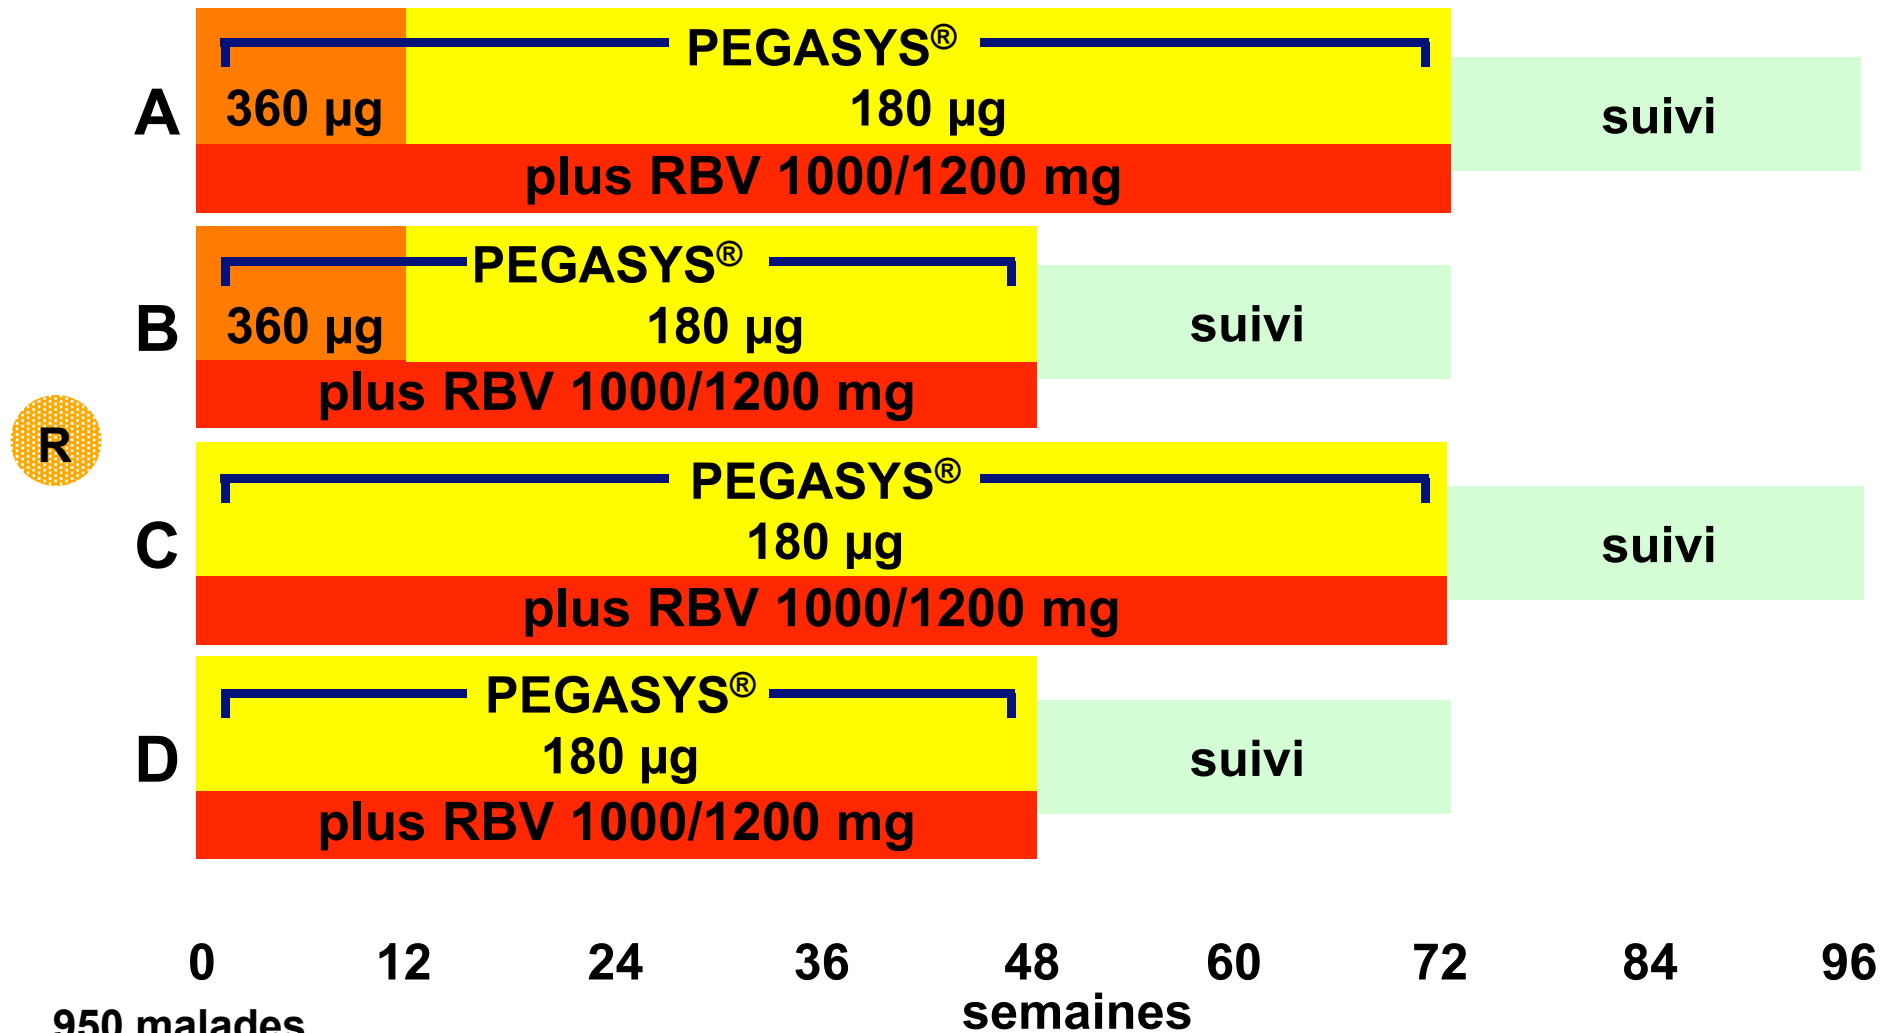 PEGASYS®
A
360 µg
180 µg
suivi
plus RBV 1000/1200 mg
PEGASYS®
B
360 µg
180 µg
suivi
plus RBV 1000/1200 mg
R
PEGASYS®
C
180 µg
suivi
plus RBV 1000/1200 mg
PEGASYS®
D
180 µg
suivi
plus RBV 1000/1200 mg
0 12 24 36 48 60 72 84 96
semaines
950 malades